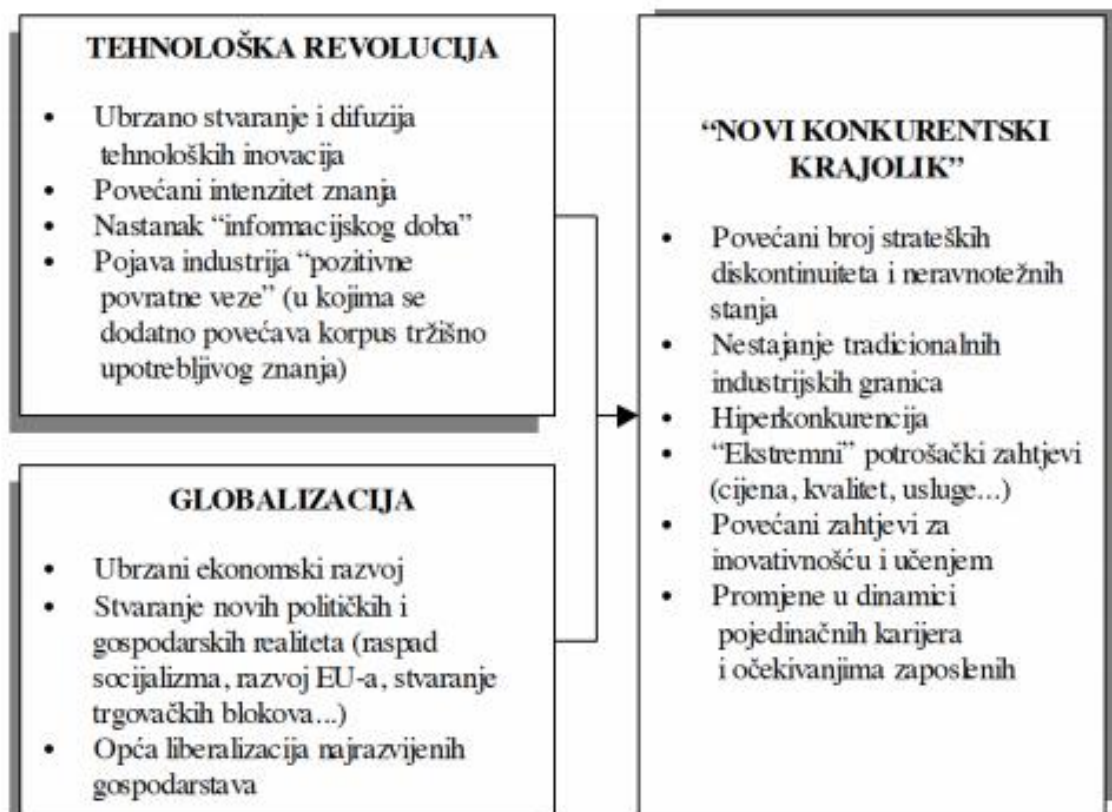 TEHNOLOŠKA REVOLUCIJA
• Ubrzano stvaranje i difuzija
tehnoloških inovacija
• Povećani intenzitet znanja
• Nastanak “informacijskog doba”
• Pojava industrija “pozitivne
povratne veze” (u kojima se
dodatno povećava korpus tržišno
upotrebljivog znanja)
GLOBALIZACIJA
• Ubrzani ekonomski razvoj
• Stvaranje novih političkih i
gospodarskih realiteta (raspad
socijalizma, razvoj EU-a, stvaranje
trgovačkih blokova...)
• Opća liberalizacija najrazvijenih
gospodarstava
“NOVI KONKURENTSKI
KRAJOLIK”
• Povećani broj strateških
diskontinuiteta i neravnotežnih
stanja
• Nestajanje tradicionalnih
industrijskih granica
• Hiperkonkurencija
• “Ekstremni” potrošački zahtjevi
(cijena, kvalitet, usluge...)
• Povećani zahtjevi za
inovativnošću i učenjem
• Promjene u dinamici
pojedinačnih karijera
i očekivanjima zaposlenih